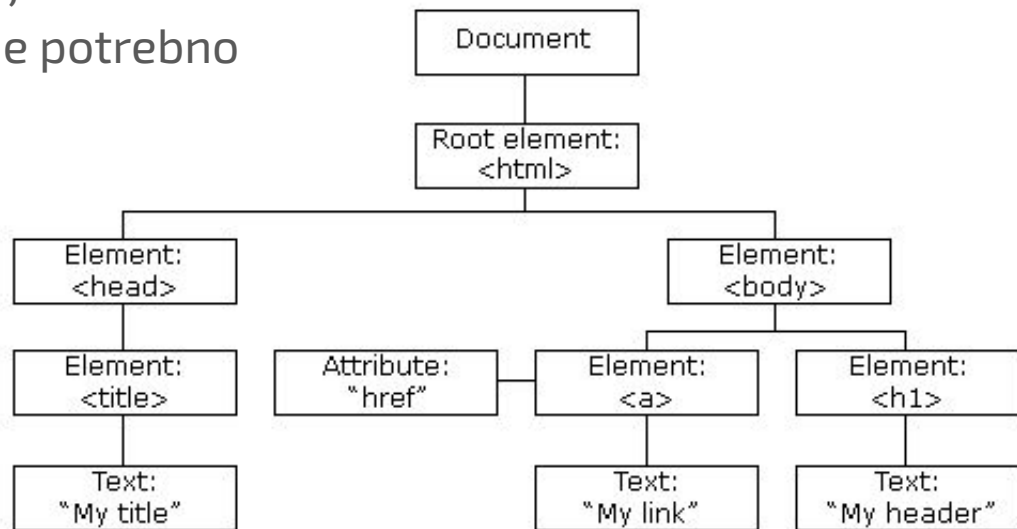 e potrebno
Document
Root element:
<html>
Element:
<head>
Element:
<body>
Element:
<title>
Attribute:
"href"
Element:
<a>
Element:
<h1>
Text:
"My title"
Text:
"My link"
Text:
"My header"